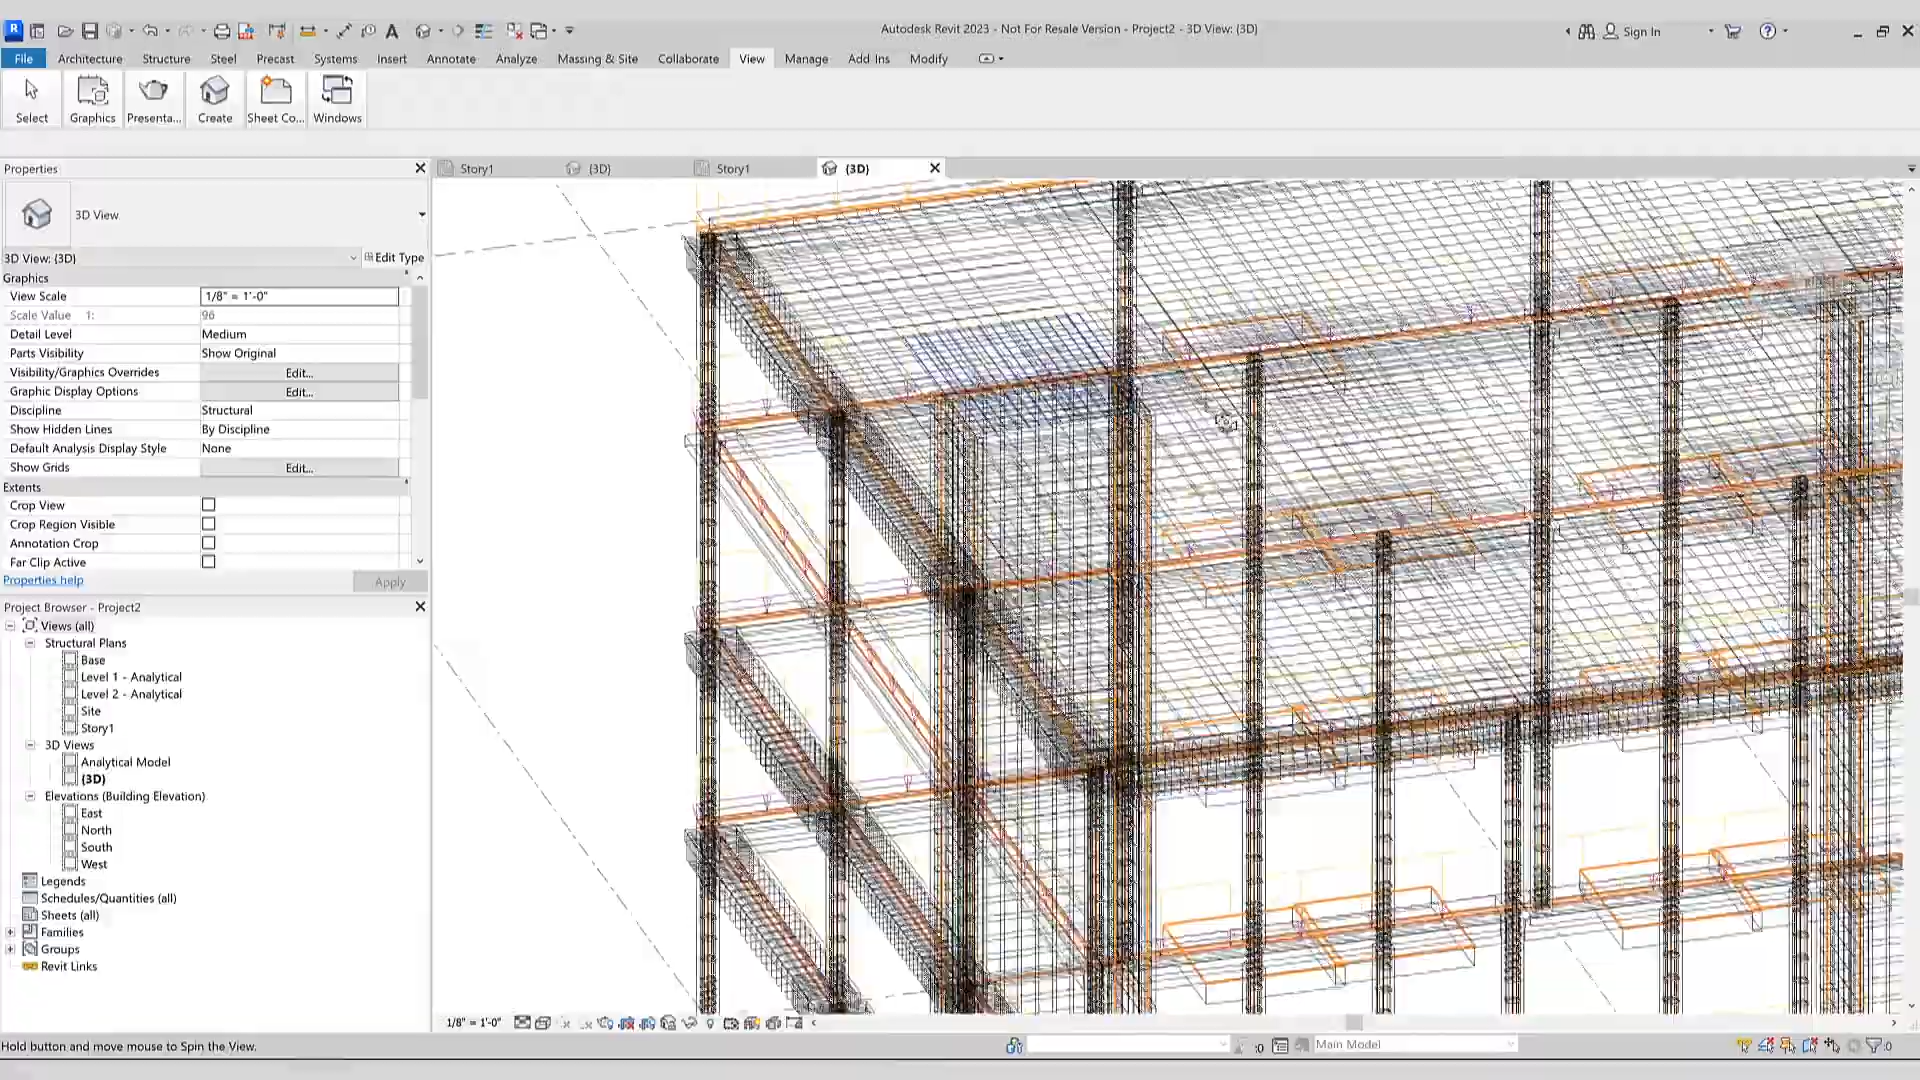 Autodesk Revit 2023 - Not For Resale Version - Project2 - 3D View: {3D}
Sign In
File Architecture Structure Steel Precast Systems Insert Annotate Analyze Massing & Site Collaborate View Manage Add Ins Modify
Select Graphics Presenta... Create Sheet Co... Windows
Properties
Story1 {3D} Story1 {3D}
3D View
3D View: {3D} Edit Type
Graphics
View Scale 1/8" = 1'-0"
Scale Value 1: 96
Detail Level Medium
Parts Visibility Show Original
Visibility/Graphics Overrides Edit...
Graphic Display Options Edit...
Discipline Structural
Show Hidden Lines By Discipline
Default Analysis Display Style None
Show Grids Edit...
Extents
Crop View
Crop Region Visible
Annotation Crop
Far Clip Active
Properties help Apply
Project Browser - Project2
Views (all)
Structural Plans
Base
Level 1 - Analytical
Level 2 - Analytical
Site
Story1
3D Views
Analytical Model
{3D}
Elevations (Building Elevation)
East
North
South
West
Legends
Schedules/Quantities (all)
Sheets (all)
Families
Groups
Revit Links
1/8" = 1'-0"
Hold button and move mouse to Spin the View. :0 Main Model :0